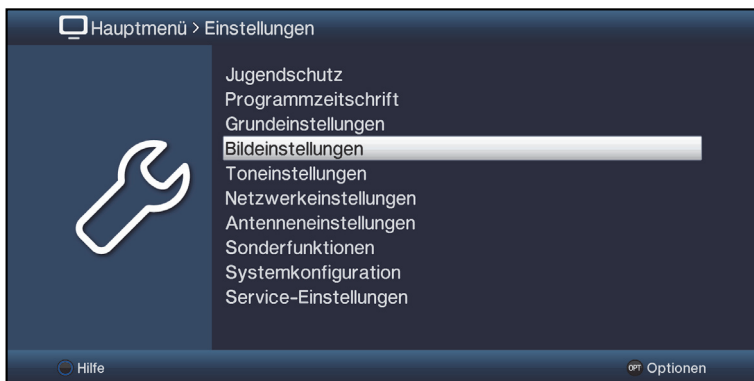 Hauptmenü > Einstellungen
Jugendschutz
Programmzeitschrift
Grundeinstellungen
Bildeinstellungen
Toneinstellungen
Netzwerkeinstellungen
Antenneneinstellungen
Sonderfunktionen
Systemkonfiguration
Service-Einstellungen
Hilfe
OPT Optionen